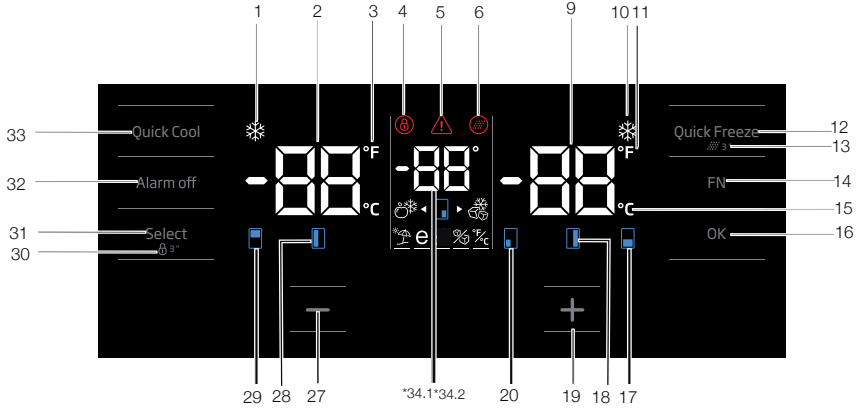 1 2 3 4 5 6 9 10 11
33 Quick Cool °F °F Quick Freeze 12
-88 -88° -88 3" 13
32 Alarm off FN 14
°C °C 15
31 Select e °F/°C OK 16
30 3"
− +
29 28 27 *34.1*34.2 20 19 18 17